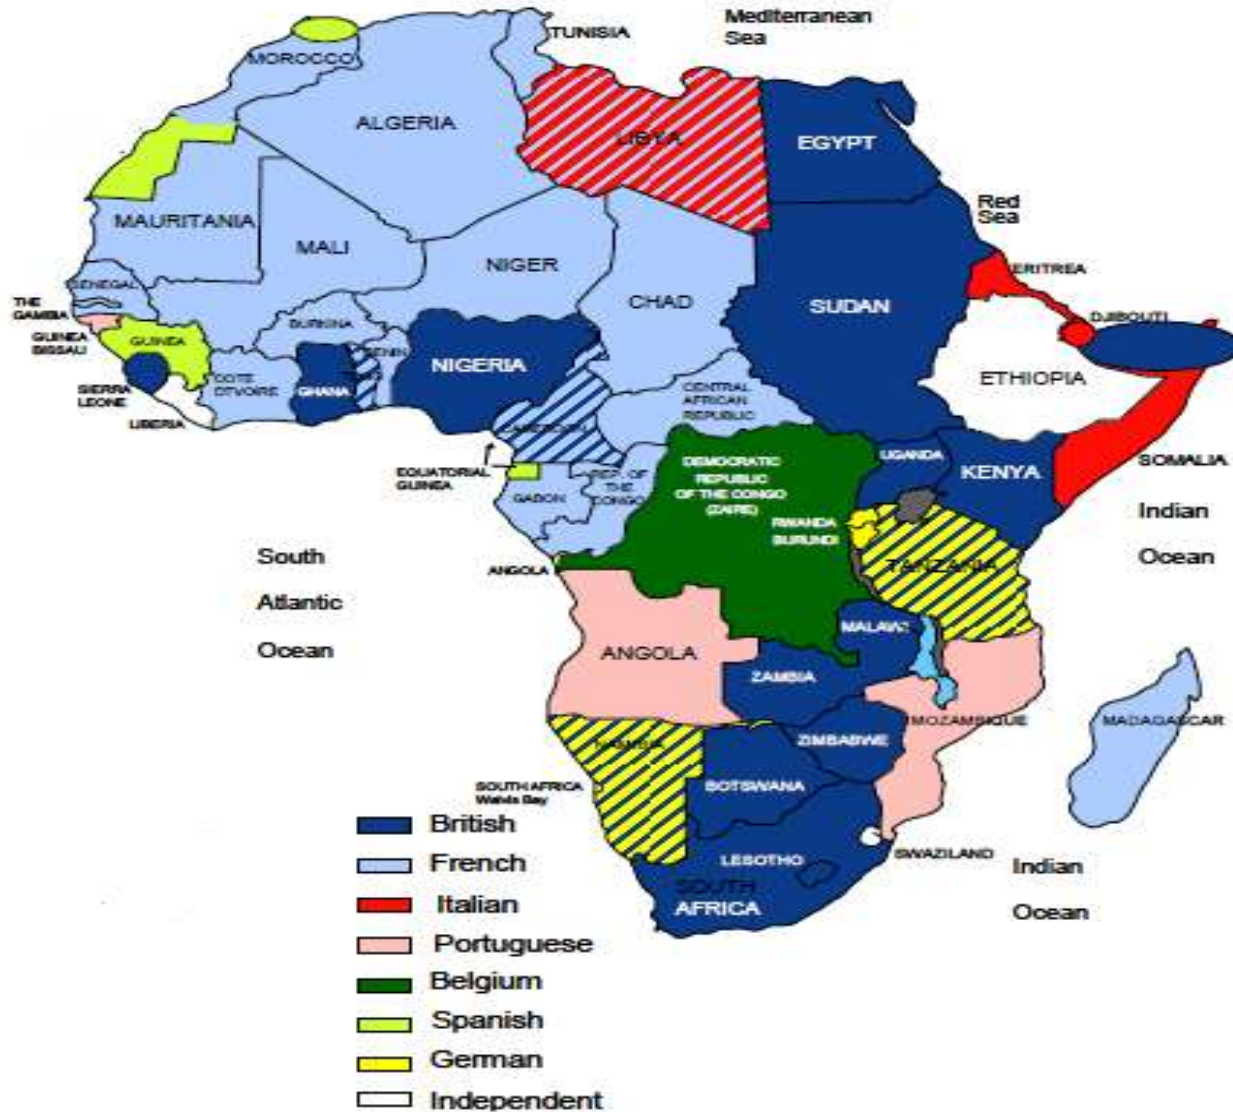 Mediterranean
Sea
TUNISIA
MOROCCO
ALGERIA
LIBYA
EGYPT
Red
Sea
MAURITANIA
MALI
NIGER
CHAD
SUDAN
ERITREA
SENEGAL
THE
GAMBIA
GUINEA
BISSAU
GUINEA
BURKINA
BENIN
NIGERIA
DJIBOUTI
SIERRA
LEONE
COTE
D'TVOIRE
GHANA
CENTRAL
AFRICAN
REPUBLIC
ETHIOPIA
LIBERIA
CAMEROON
UGANDA
KENYA
SOMALIA
EQUATORIAL
GUINEA
GABON
REP. OF
THE
CONGO
DEMOCRATIC
REPUBLIC
OF THE CONGO
(ZAIRE)
RWANDA
BURUNDI
Indian
Ocean
South
Atlantic
Ocean
ANGOLA
TANZANIA
ANGOLA
MALAWI
ZAMBIA
MOZAMBIQUE
MADAGASCAR
NAMIBIA
ZIMBABWE
SOUTH AFRICA
Walvis Bay
BOTSWANA
SWAZILAND
LESOTHO
SOUTH
AFRICA
Indian
Ocean
British
French
Italian
Portuguese
Belgium
Spanish
German
Independent